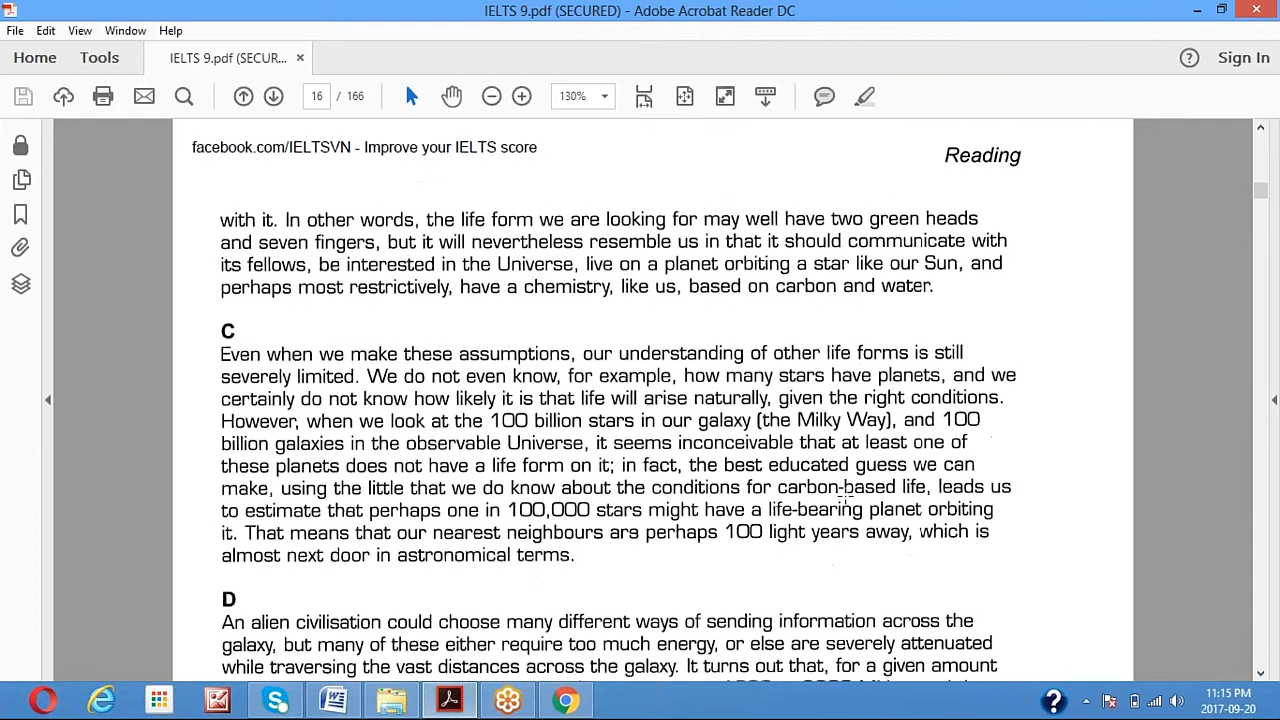 IELTS 9.pdf (SECURED) - Adobe Acrobat Reader DC
File Edit View Window Help
Home Tools IELTS 9.pdf (SECUR... × Sign In
16 / 166 130%
facebook.com/IELTSVN - Improve your IELTS score
Reading
with it. In other words, the life form we are looking for may well have two green heads
and seven fingers, but it will nevertheless resemble us in that it should communicate with
its fellows, be interested in the Universe, live on a planet orbiting a star like our Sun, and
perhaps most restrictively, have a chemistry, like us, based on carbon and water.
C
Even when we make these assumptions, our understanding of other life forms is still
severely limited. We do not even know, for example, how many stars have planets, and we
certainly do not know how likely it is that life will arise naturally, given the right conditions.
However, when we look at the 100 billion stars in our galaxy (the Milky Way), and 100
billion galaxies in the observable Universe, it seems inconceivable that at least one of
these planets does not have a life form on it; in fact, the best educated guess we can
make, using the little that we do know about the conditions for carbon-based life, leads us
to estimate that perhaps one in 100,000 stars might have a life-bearing planet orbiting
it. That means that our nearest neighbours are perhaps 100 light years away, which is
almost next door in astronomical terms.
D
An alien civilisation could choose many different ways of sending information across the
galaxy, but many of these either require too much energy, or else are severely attenuated
while traversing the vast distances across the galaxy. It turns out that, for a given amount
11:15 PM
2017-09-20